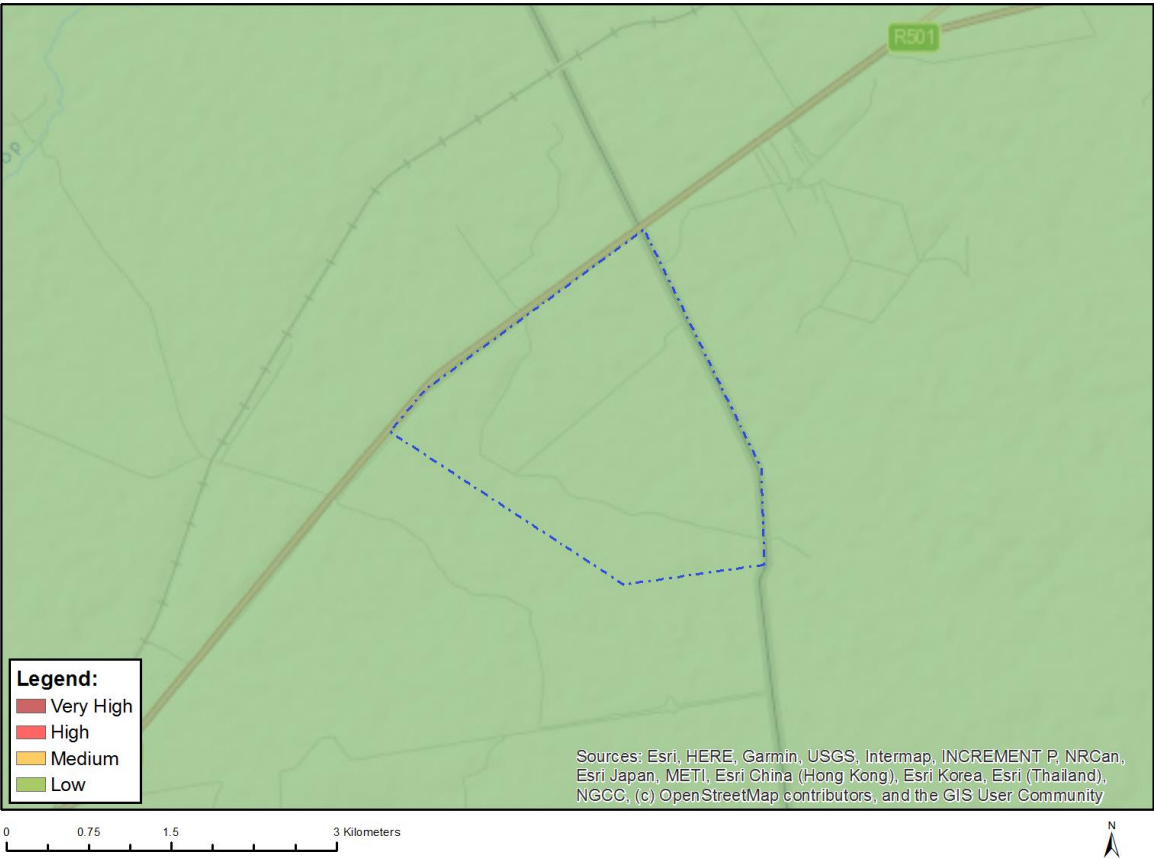 R501
op
Legend:
Very High
High
Medium
Low
Sources: Esri, HERE, Garmin, USGS, Intermap, INCREMENT P, NRCan,
Esri Japan, METI, Esri China (Hong Kong), Esri Korea, Esri (Thailand),
NGCC, (c) OpenStreetMap contributors, and the GIS User Community
0 0.75 1.5 3 Kilometers
N